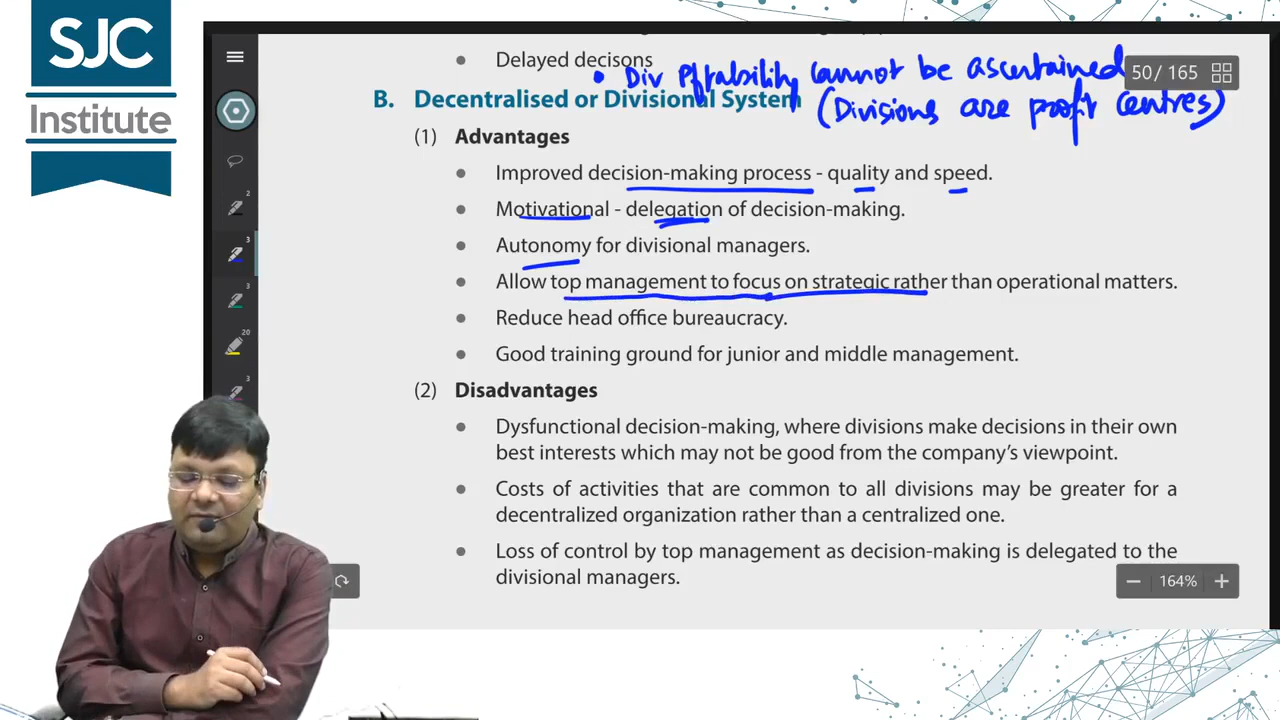 SJC
Institute
Delayed decisons
• Div Pftability cannot be ascertained
(Divisions are profit centres)
50 / 165
B. Decentralised or Divisional System
(1) Advantages
• Improved decision-making process - quality and speed.
• Motivational - delegation of decision-making.
• Autonomy for divisional managers.
• Allow top management to focus on strategic rather than operational matters.
• Reduce head office bureaucracy.
• Good training ground for junior and middle management.
(2) Disadvantages
• Dysfunctional decision-making, where divisions make decisions in their own
best interests which may not be good from the company's viewpoint.
• Costs of activities that are common to all divisions may be greater for a
decentralized organization rather than a centralized one.
• Loss of control by top management as decision-making is delegated to the
divisional managers.
164%
2
3
3
20
3